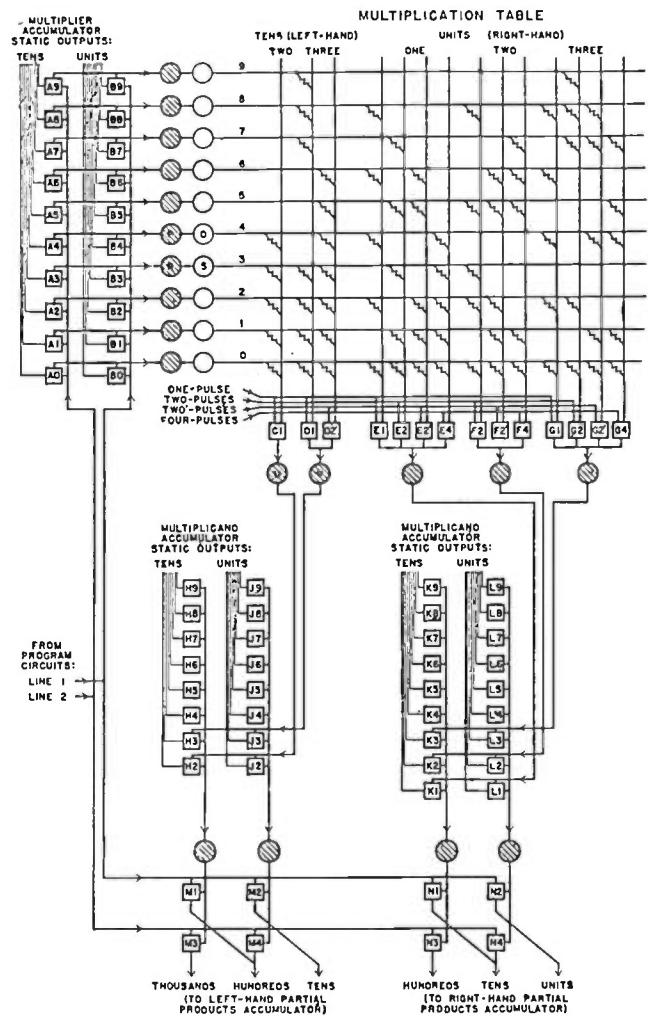 MULTIPLICATION TABLE
MULTIPLIER
ACCUMULATOR
STATIC OUTPUTS:
TENS UNITS
TENS (LEFT-HAND) UNITS (RIGHT-HAND)
TWO THREE ONE TWO THREE
A9 B9 9
A8 B8 8
A7 B7 7
A6 B6 6
A5 B5 5
A4 B4 4
A3 B3 S 3
A2 B2 2
A1 B1 1
A0 B0 0
ONE-PULSE
TWO-PULSES
TWO'-PULSES
FOUR-PULSES
C1 D1 D2' E1 E2 E2' E4 F2 F2' F4 G1 G2 G2' G4
MULTIPLICAND
ACCUMULATOR
STATIC OUTPUTS:
TENS UNITS
MULTIPLICAND
ACCUMULATOR
STATIC OUTPUTS:
TENS UNITS
H9 J9 K9 L9
H8 J8 K8 L8
H7 J7 K7 L7
H6 J6 K6 L6
H5 J5 K5 L5
H4 J4 K4 L4
H3 J3 K3 L3
H2 J2 K2 L2
K1 L1
FROM
PROGRAM
CIRCUITS:
LINE 1
LINE 2
M1 M2 N1 N2
M3 M4 N3 N4
THOUSANDS HUNDREDS TENS
(TO LEFT-HAND PARTIAL
PRODUCTS ACCUMULATOR)
HUNDREDS TENS UNITS
(TO RIGHT-HAND PARTIAL
PRODUCTS ACCUMULATOR)